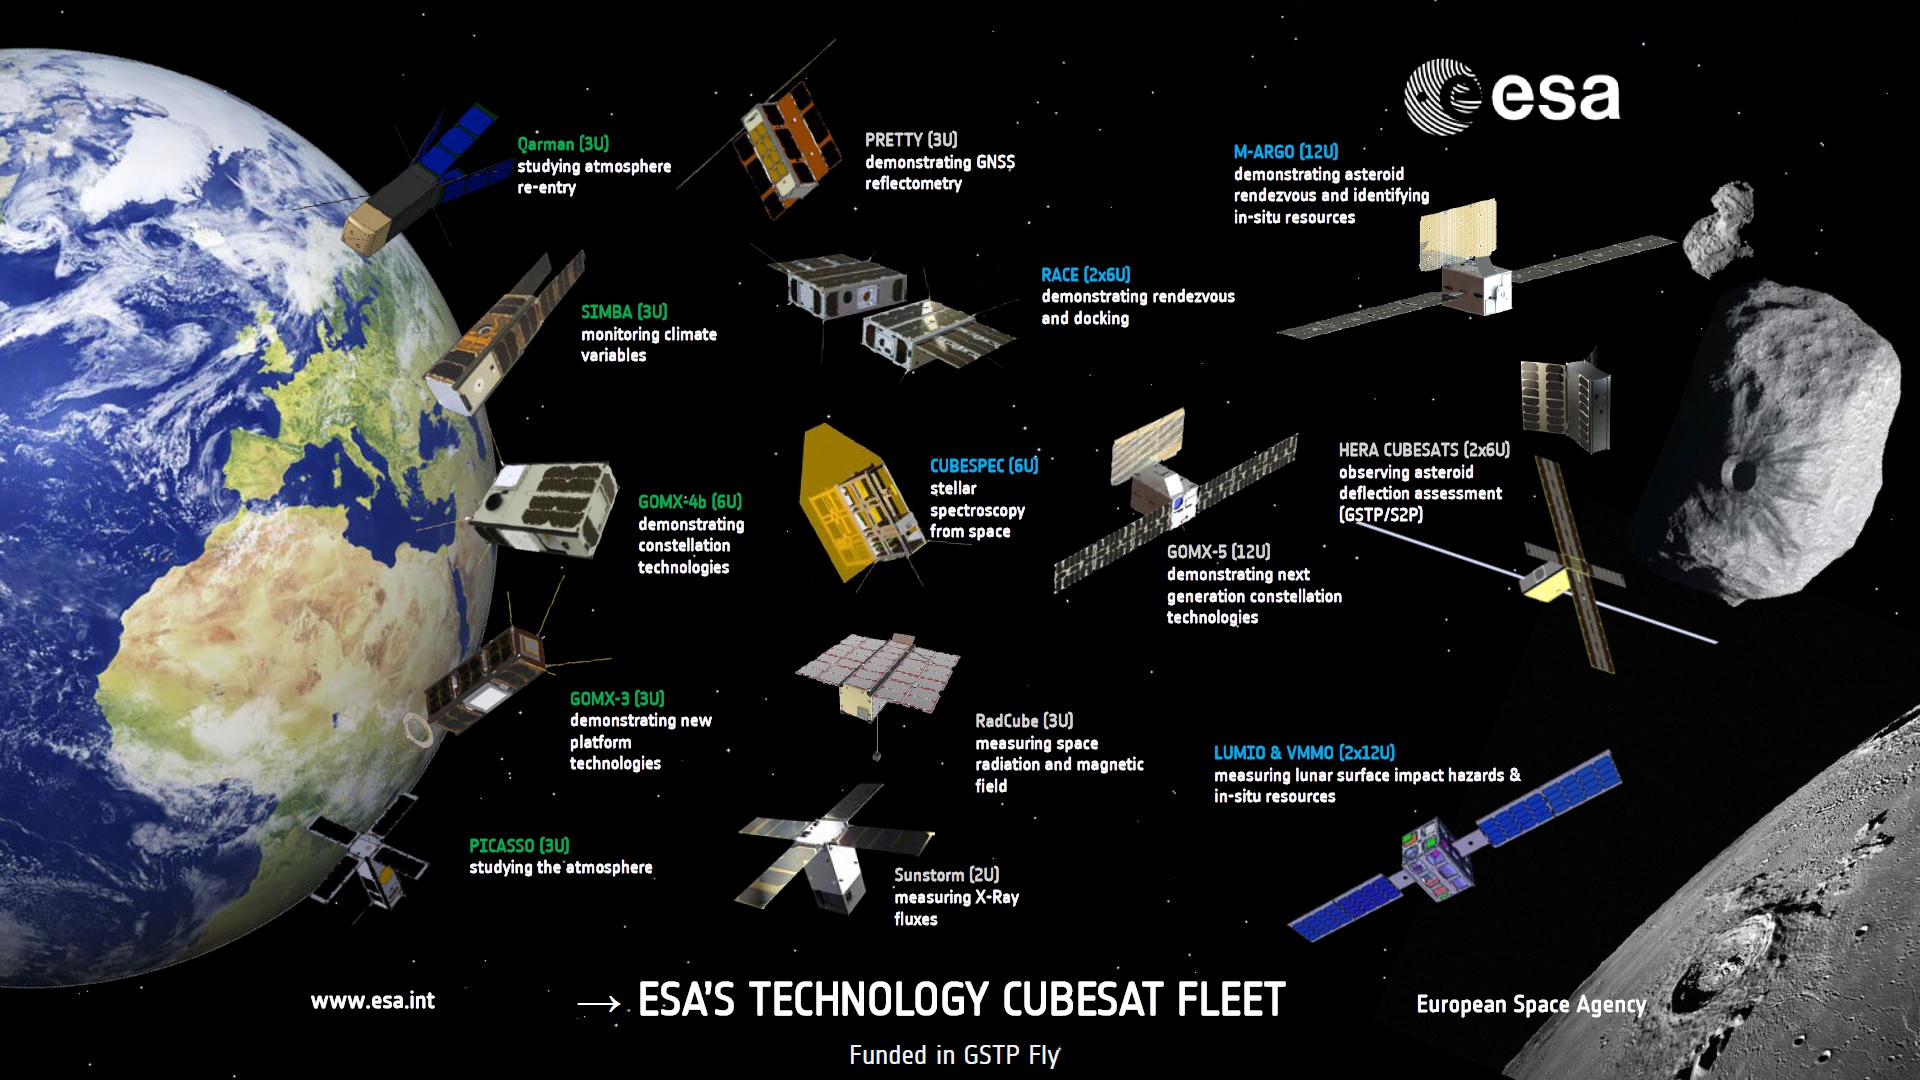 esa
Qarman (3U)
studying atmosphere
re-entry
PRETTY (3U)
demonstrating GNSS
reflectometry
M-ARGO (12U)
demonstrating asteroid
rendezvous and identifying
in-situ resources
SIMBA (3U)
monitoring climate
variables
RACE (2x6U)
demonstrating rendezvous
and docking
GOMX-4b (6U)
demonstrating
constellation
technologies
CUBESPEC (6U)
stellar
spectroscopy
from space
GOMX-5 (12U)
demonstrating next
generation constellation
technologies
HERA CUBESATS (2x6U)
observing asteroid
deflection assessment
(GSTP/S2P)
GOMX-3 (3U)
demonstrating new
platform
technologies
RadCube (3U)
measuring space
radiation and magnetic
field
LUMIO & VMMO (2x12U)
measuring lunar surface impact hazards &
in-situ resources
PICASSO (3U)
studying the atmosphere
Sunstorm (2U)
measuring X-Ray
fluxes
www.esa.int
→ ESA'S TECHNOLOGY CUBESAT FLEET
European Space Agency
Funded in GSTP Fly